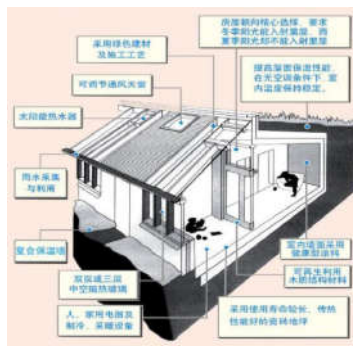 房屋朝向核心选择，要求
冬季阳光能入射量层，而
夏季阳光却不能入射量层
采用绿色建材
及施工工艺
提高屋面保温性能，
在无空调条件下，室
内温度保持稳定。
可调节通风天窗
太阳能热水器
雨水采集
与利用
复合保温墙
双层或三层
中空隔热玻璃
人、家用电器及
制冷、采暖设备
室内墙面采用
健康型涂料
可再生利用
木质结构材料
采用使用寿命较长、传热
性能好的瓷砖地坪